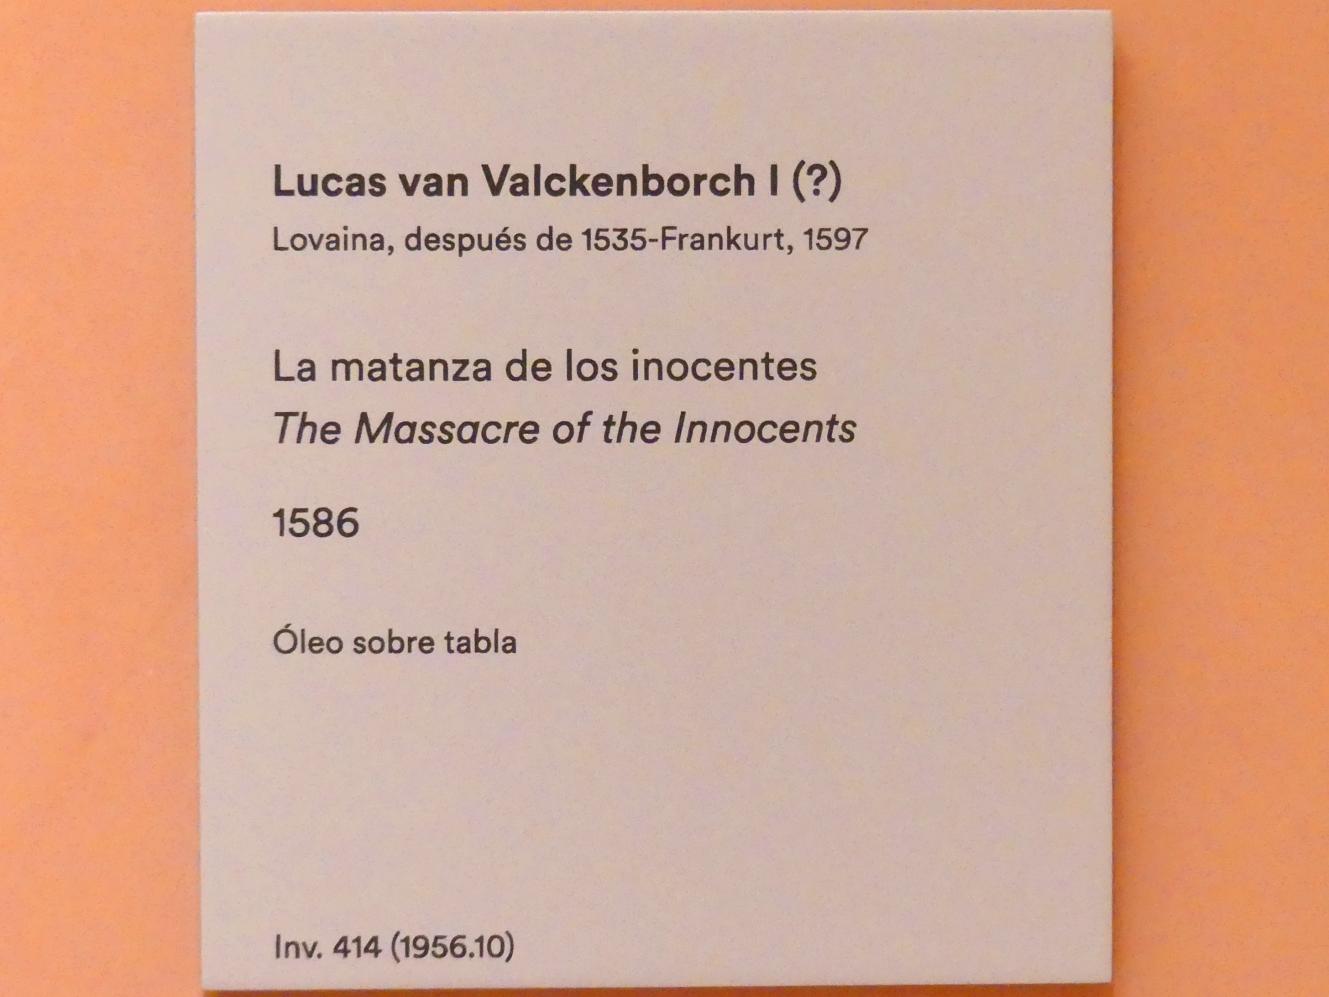 Lucas van Valckenborch I (?)
Lovaina, después de 1535-Frankurt, 1597
La matanza de los inocentes
The Massacre of the Innocents
1586
Óleo sobre tabla
Inv. 414 (1956.10)